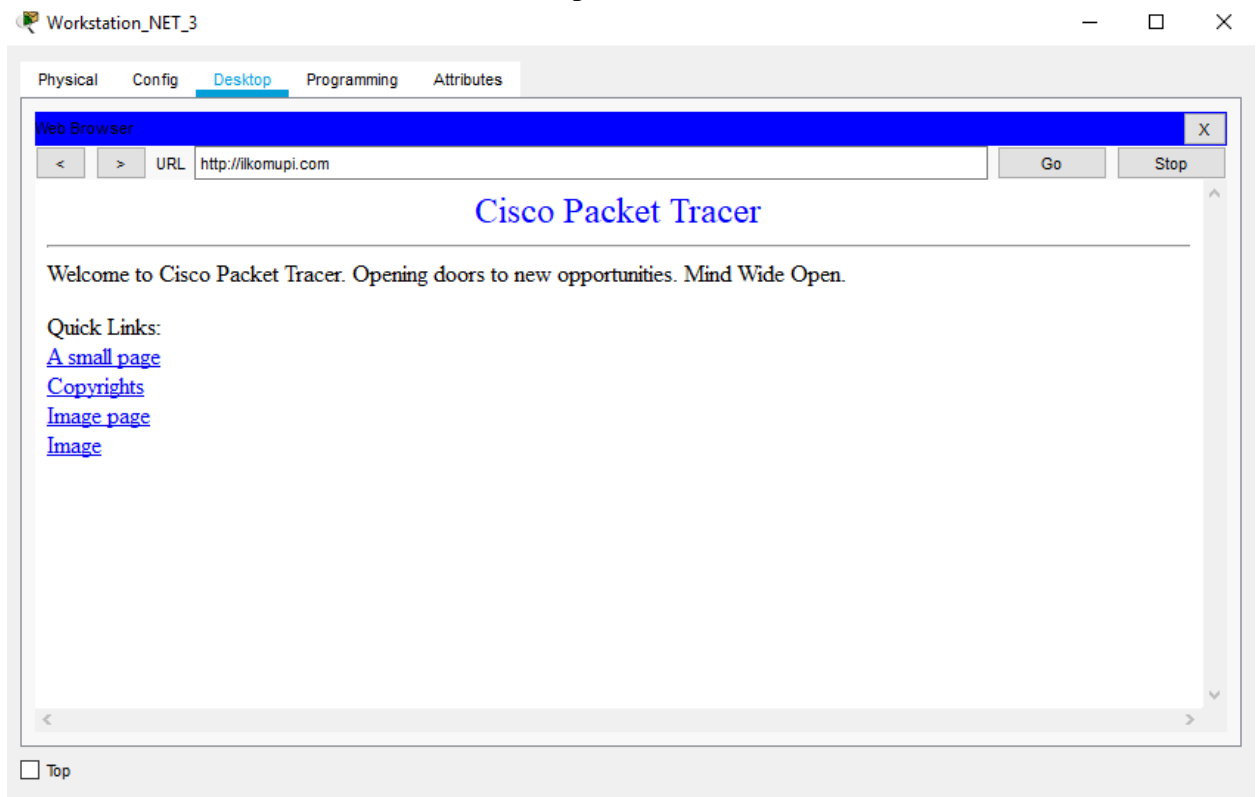 Workstation_NET_3
Physical Config Desktop Programming Attributes
Web Browser X
< > URL http://ilkomupi.com Go Stop
Cisco Packet Tracer
Welcome to Cisco Packet Tracer. Opening doors to new opportunities. Mind Wide Open.
Quick Links:
A small page
Copyrights
Image page
Image
Top